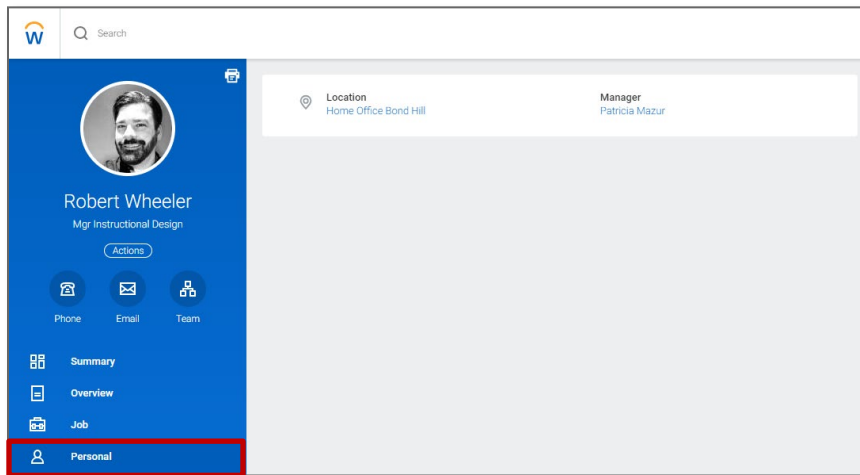 W
Search
Location
Home Office Bond Hill
Manager
Patricia Mazur
Robert Wheeler
Mgr Instructional Design
Actions
Phone
Email
Team
Summary
Overview
Job
Personal